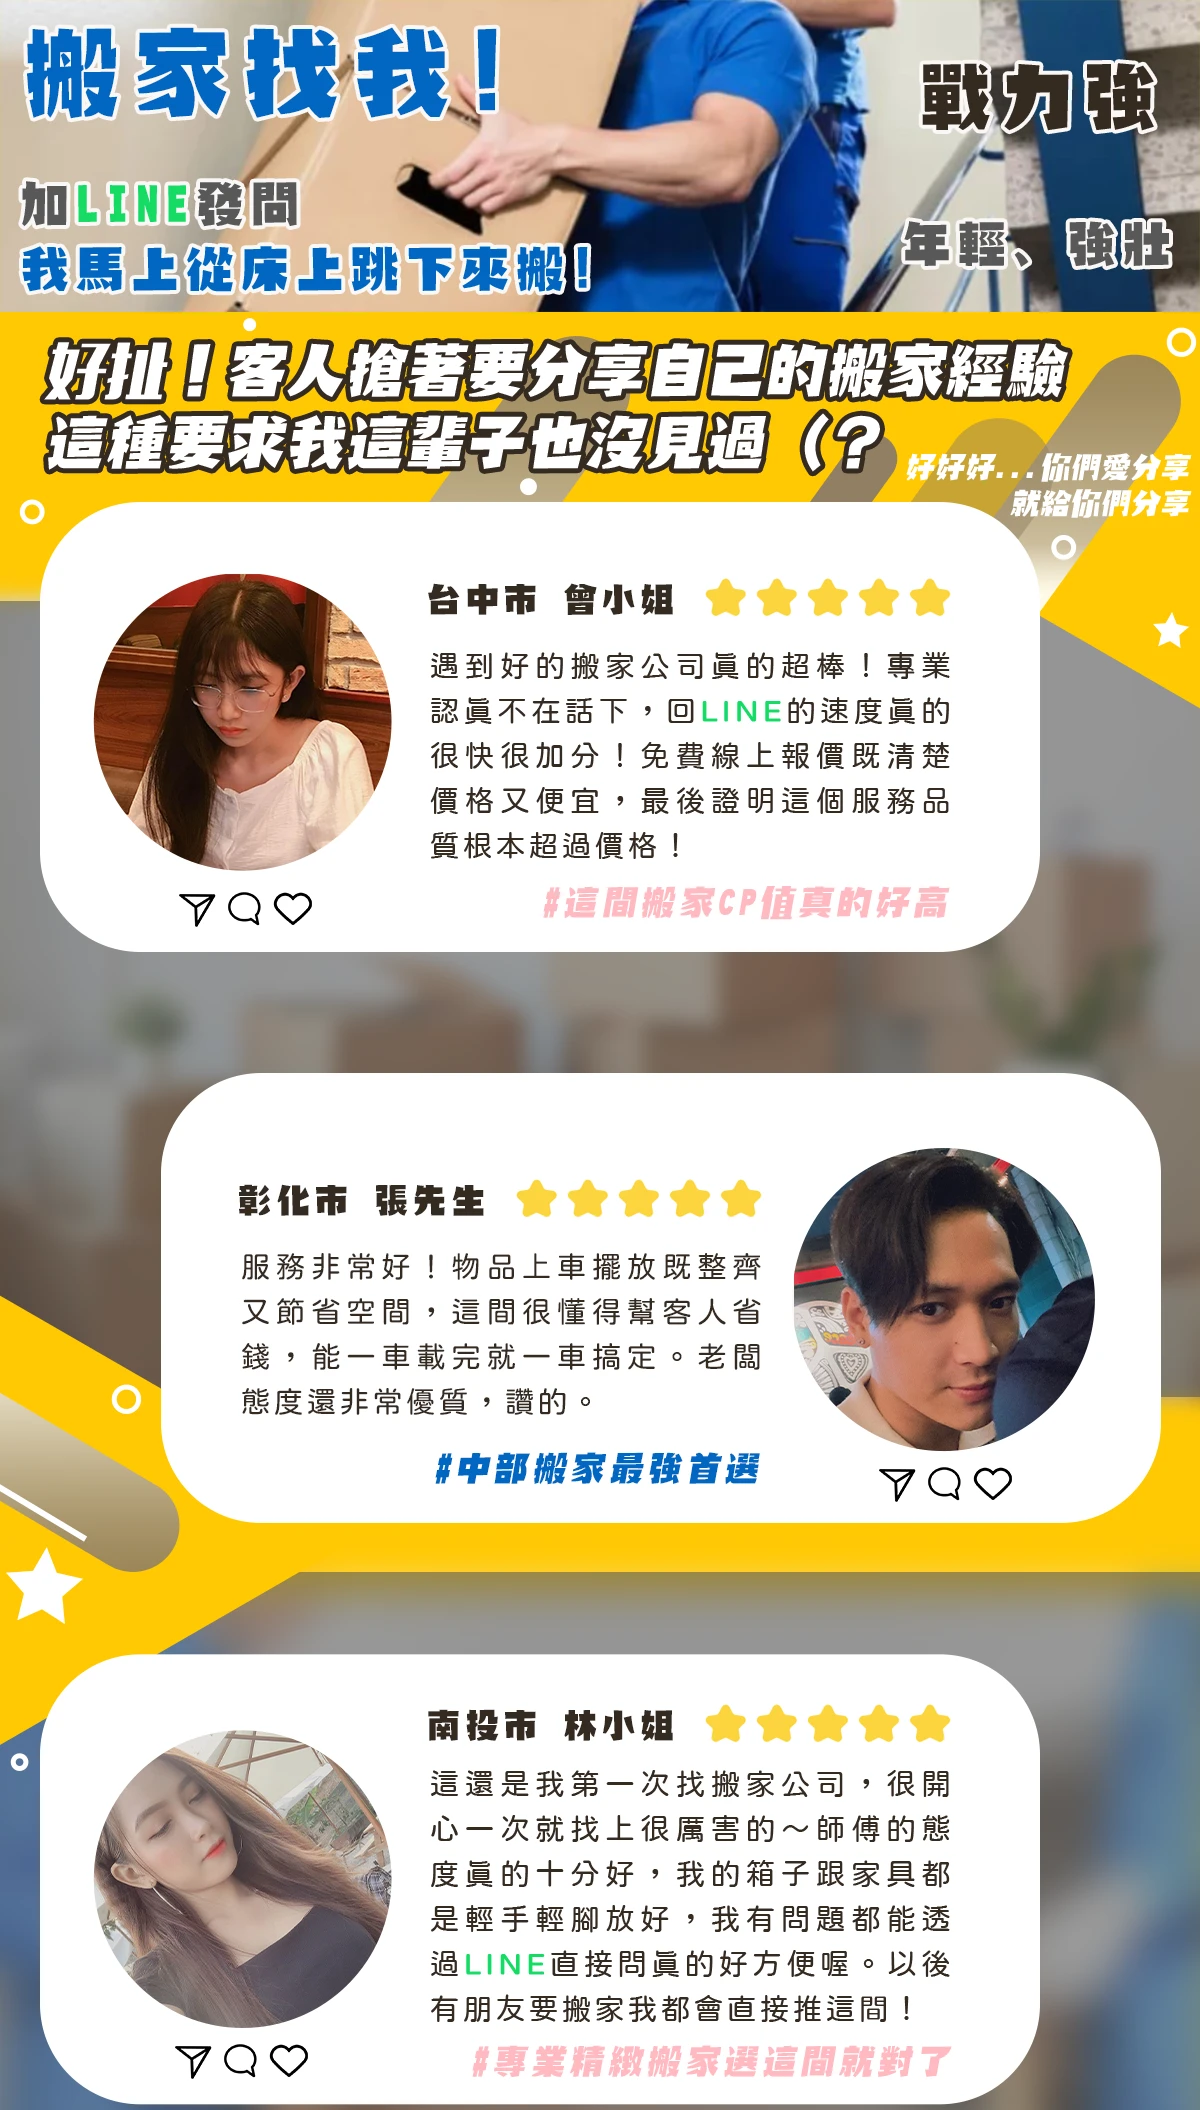 搬家找我！
戰力強
加LINE發問
我馬上從床上跳下來搬！
年輕、強壯
好扯！客人搶著要分享自己的搬家經驗
這種要求我這輩子也沒見過（？
好好好...你們愛分享
就給你們分享
台中市 曾小姐
遇到好的搬家公司真的超棒！專業
認真不在話下，回LINE的速度真的
很快很加分！免費線上報價既清楚
價格又便宜，最後證明這個服務品
質根本超過價格！
#這間搬家CP值真的好高
彰化市 張先生
服務非常好！物品上車擺放既整齊
又節省空間，這間很懂得幫客人省
錢，能一車載完就一車搞定。老闆
態度還非常優質，讚的。
#中部搬家最強首選
南投市 林小姐
這還是我第一次找搬家公司，很開
心一次就找上很厲害的～師傅的態
度真的十分好，我的箱子跟家具都
是輕手輕腳放好，我有問題都能透
過LINE直接問真的好方便喔。以後
有朋友要搬家我都會直接推這間！
#專業精緻搬家選這間就對了